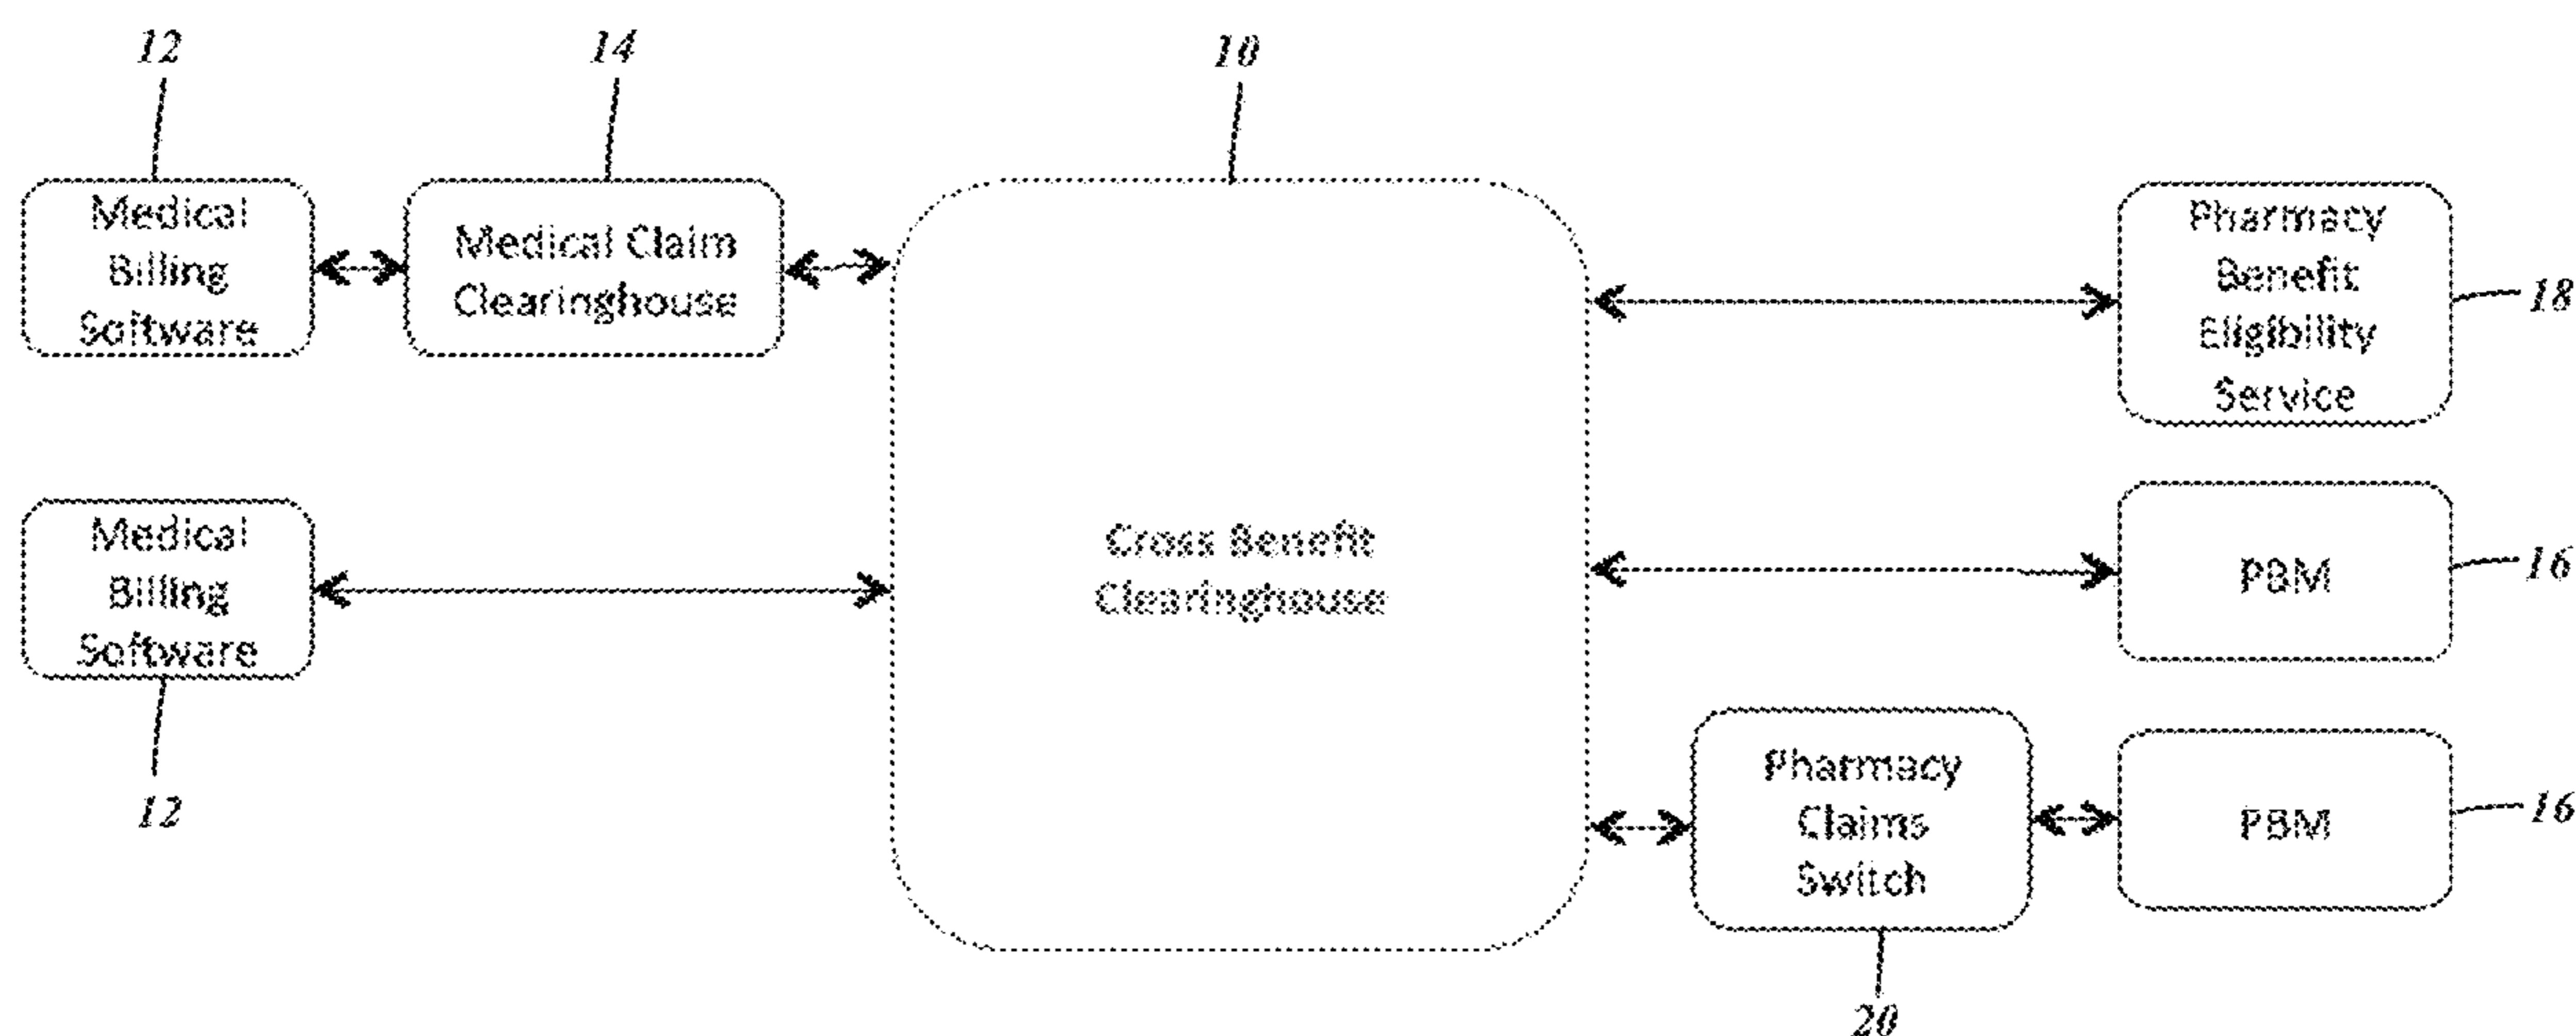 12
14
10
Medical
Billing
Software
Medical Claim
Clearinghouse
Pharmacy
Benefit
Eligibility
Service
18
Medical
Billing
Software
12
Cross Benefit
Clearinghouse
PBM
16
Pharmacy
Claims
Switch
20
PBM
16